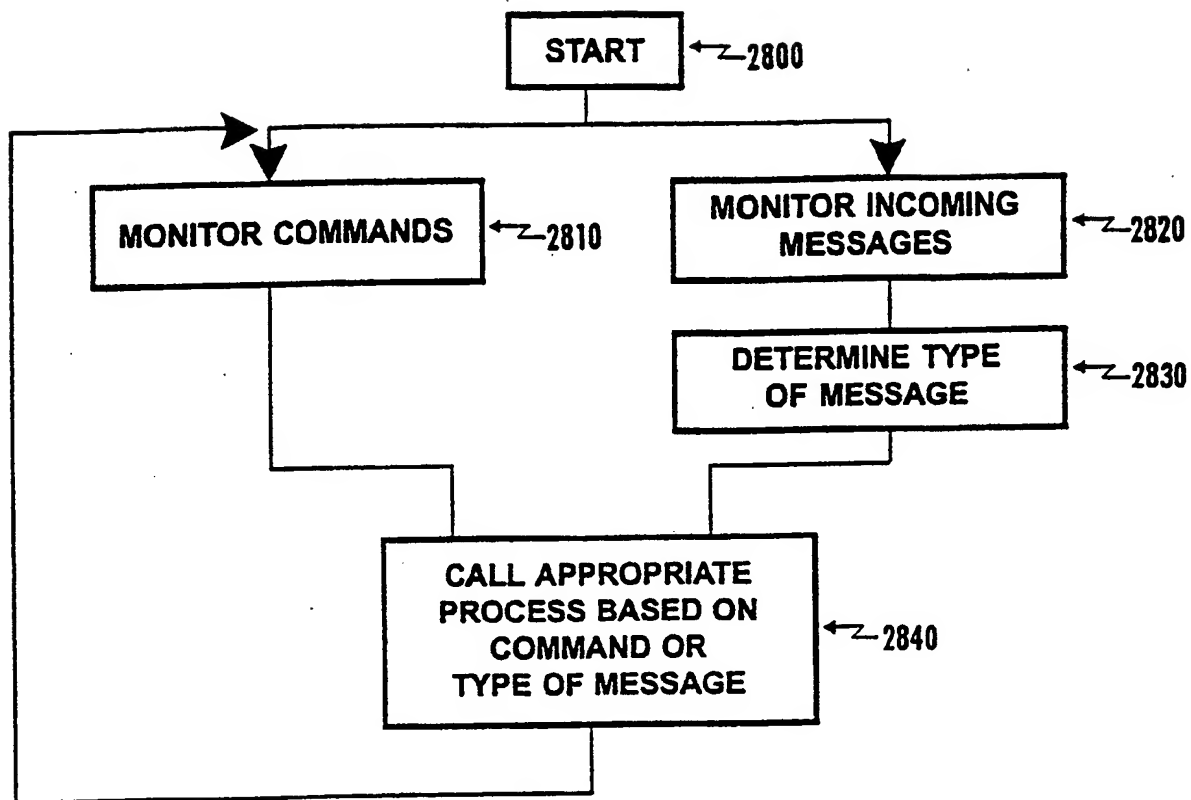 START
2800
MONITOR COMMANDS
2810
MONITOR INCOMING
MESSAGES
2820
DETERMINE TYPE
OF MESSAGE
2830
CALL APPROPRIATE
PROCESS BASED ON
COMMAND OR
TYPE OF MESSAGE
2840